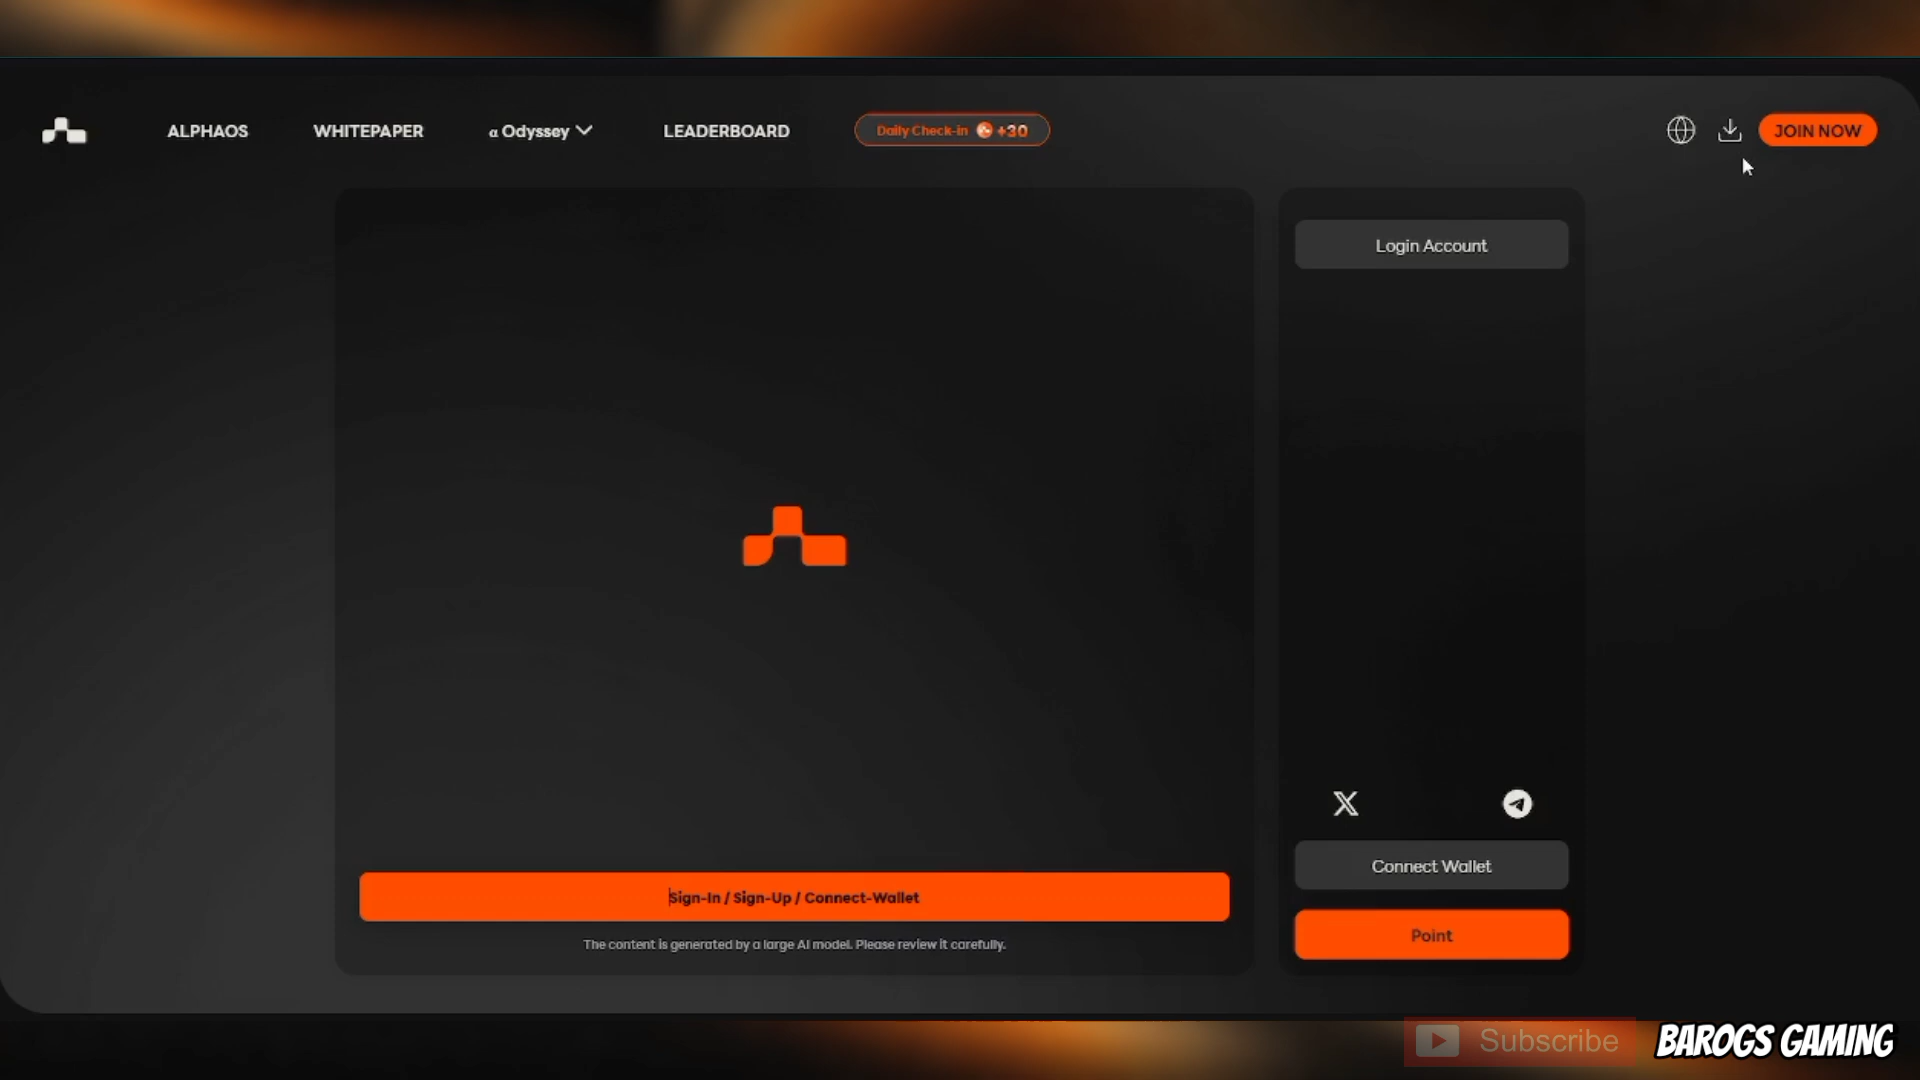 ALPHAOS
WHITEPAPER
α Odyssey
LEADERBOARD
Daily Check-in +30
JOIN NOW
Login Account
Connect Wallet
Point
Sign-In / Sign-Up / Connect-Wallet
The content is generated by a large AI model. Please review it carefully.
Subscribe
BAROGS GAMING